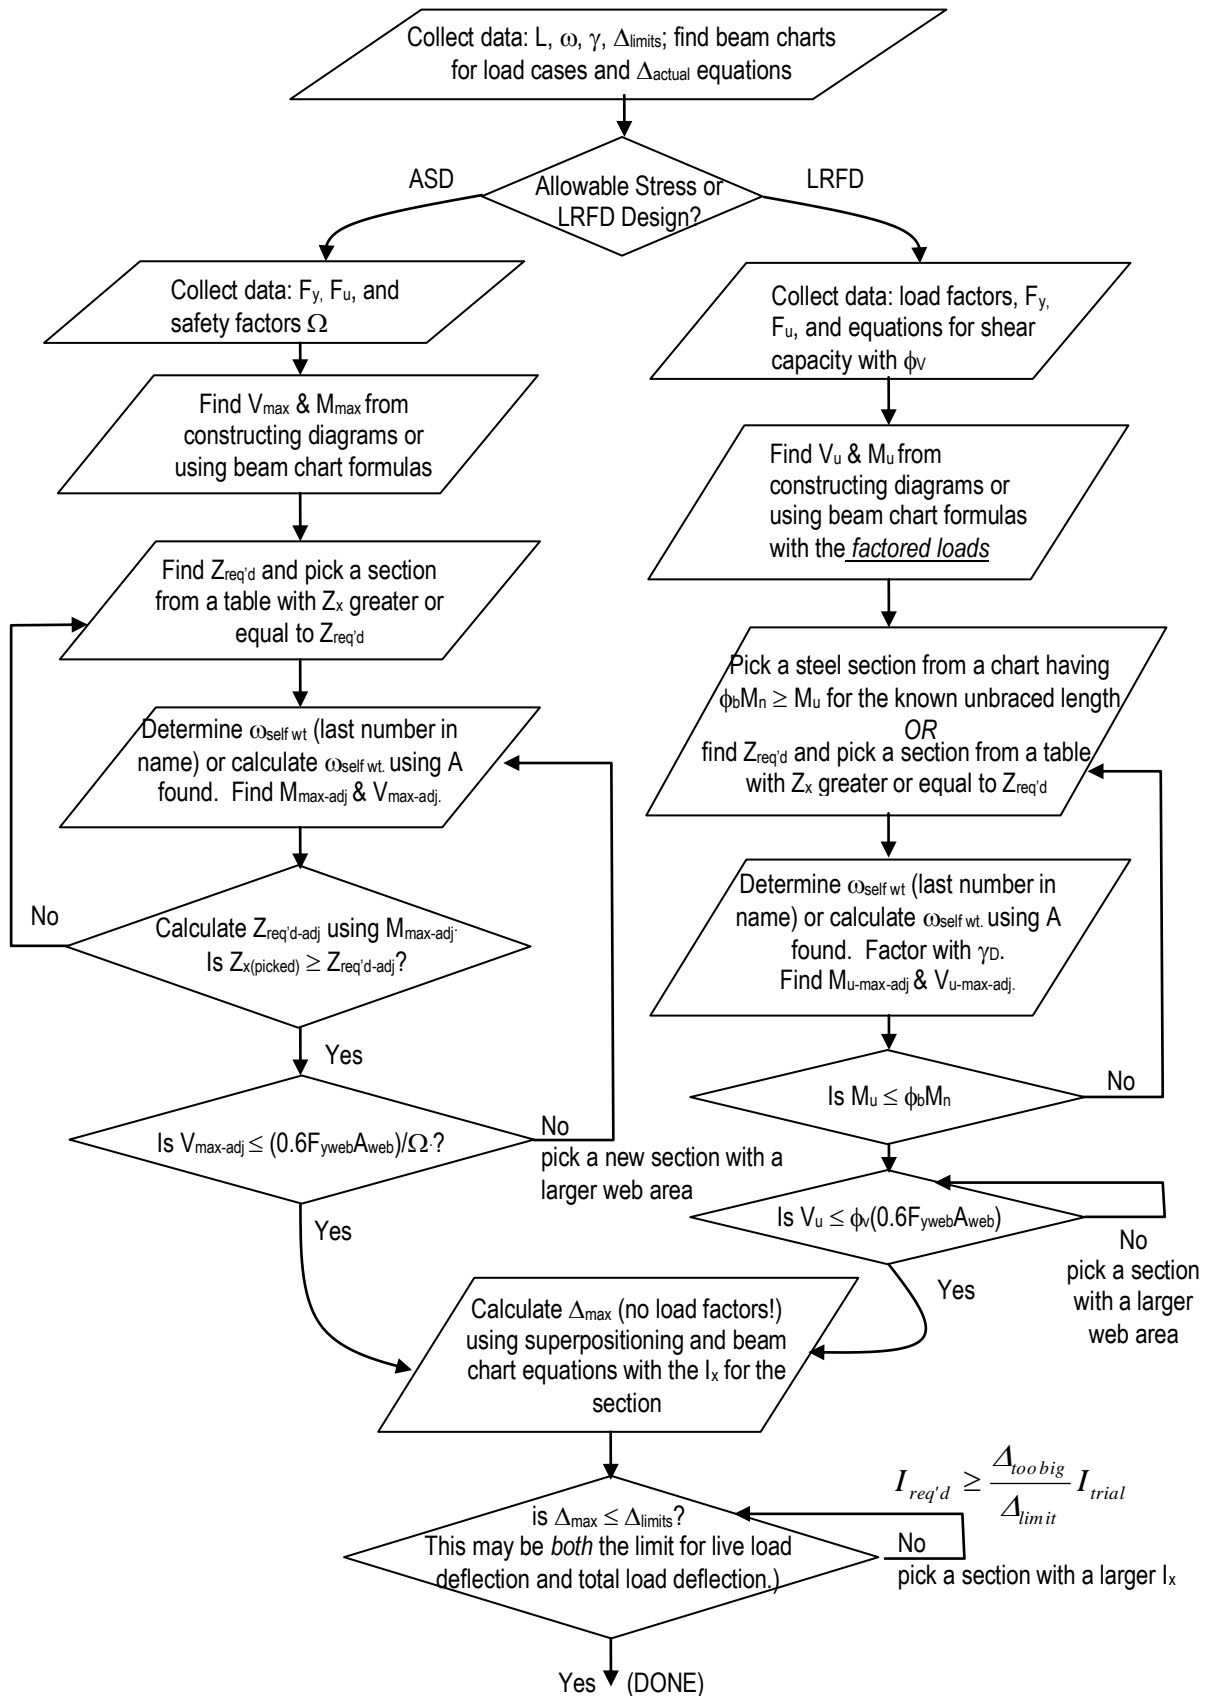 Collect data: L, ω, γ, Δlimits; find beam charts
for load cases and Δactual equations
ASD
Allowable Stress or
LRFD Design?
LRFD
Collect data: Fy, Fu, and
safety factors Ω
Find Vmax & Mmax from
constructing diagrams or
using beam chart formulas
Find Zreq'd and pick a section
from a table with Zx greater or
equal to Zreq'd
Determine ωself wt (last number in
name) or calculate ωself wt. using A
found.  Find Mmax-adj & Vmax-adj.
No
Calculate Zreq'd-adj using Mmax-adj.
Is Zx(picked) ≥ Zreq'd-adj?
Yes
Is Vmax-adj ≤ (0.6FywebAweb)/Ω.?
No
pick a new section with a
larger web area
Yes
Collect data: load factors, Fy,
Fu, and equations for shear
capacity with ϕV
Find Vu & Mu from
constructing diagrams or
using beam chart formulas
with the factored loads
Pick a steel section from a chart having
ϕbMn ≥ Mu for the known unbraced length
OR
find Zreq'd and pick a section from a table
with Zx greater or equal to Zreq'd
Determine ωself wt (last number in
name) or calculate ωself wt. using A
found.  Factor with γD.
Find Mu-max-adj & Vu-max-adj.
Is Mu ≤ ϕbMn
No
Is Vu ≤ ϕv(0.6FywebAweb)
No
pick a section
with a larger
web area
Yes
Calculate Δmax (no load factors!)
using superpositioning and beam
chart equations with the Ix for the
section
is Δmax ≤ Δlimits?
This may be both the limit for live load
deflection and total load deflection.)
Ireq'd ≥ Δtoo big / Δlimit Itrial
No
pick a section with a larger Ix
Yes (DONE)